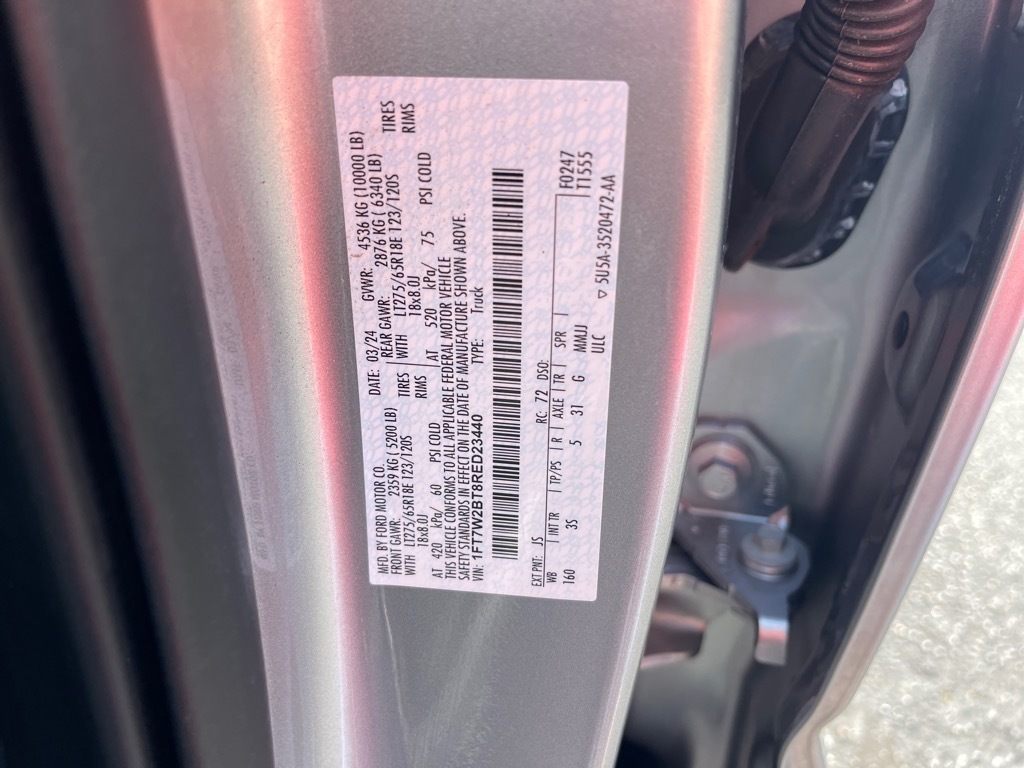 MFD. BY FORD MOTOR CO. DATE: 03/24 GVWR: 4536 KG (10000 LB)
FRONT GAWR: 2359 KG ( 5200 LB) REAR GAWR: 2876 KG ( 6340 LB)
WITH LT275/65R18E 123/120S TIRES WITH LT275/65R18E 123/120S TIRES
18x8.0J RIMS 18x8.0J RIMS
AT 420 kPa/ 60 PSI COLD AT 520 kPa/ 75 PSI COLD
THIS VEHICLE CONFORMS TO ALL APPLICABLE FEDERAL MOTOR VEHICLE
SAFETY STANDARDS IN EFFECT ON THE DATE OF MANUFACTURE SHOWN ABOVE.
VIN: 1FT7W2BT8RED23440 TYPE: Truck
EXT PNT: JS RC: 72 DSO: F0247
WB INT TR TP/PS R AXLE TR SPR T1555
160 3S 5 31 G MMUJ
ULC 5U5A-3520472-AA